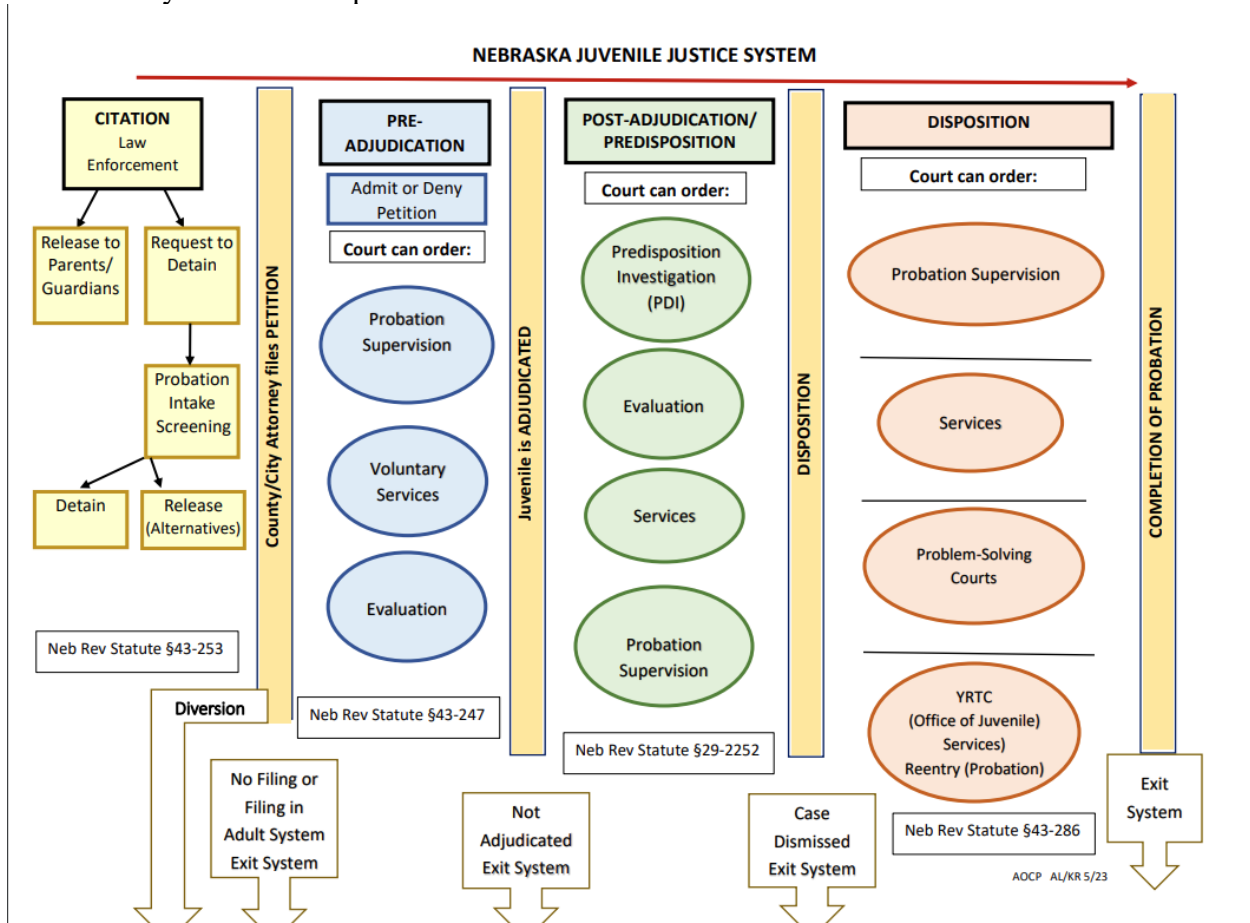 NEBRASKA JUVENILE JUSTICE SYSTEM
CITATION
Law
Enforcement
Release to
Parents/
Guardians
Request to
Detain
Probation
Intake
Screening
Detain
Release
(Alternatives)
Neb Rev Statute §43-253
County/City Attorney files PETITION
Diversion
No Filing or
Filing in
Adult System
Exit System
PRE-
ADJUDICATION
Admit or Deny
Petition
Court can order:
Probation
Supervision
Voluntary
Services
Evaluation
Neb Rev Statute §43-247
Juvenile is ADJUDICATED
Not
Adjudicated
Exit System
POST-ADJUDICATION/
PREDISPOSITION
Court can order:
Predisposition
Investigation
(PDI)
Evaluation
Services
Probation
Supervision
Neb Rev Statute §29-2252
DISPOSITION
Case
Dismissed
Exit System
DISPOSITION
Court can order:
Probation Supervision
Services
Problem-Solving
Courts
YRTC
(Office of Juvenile)
Services)
Reentry (Probation)
Neb Rev Statute §43-286
COMPLETION OF PROBATION
Exit
System
AOCP AL/KR 5/23